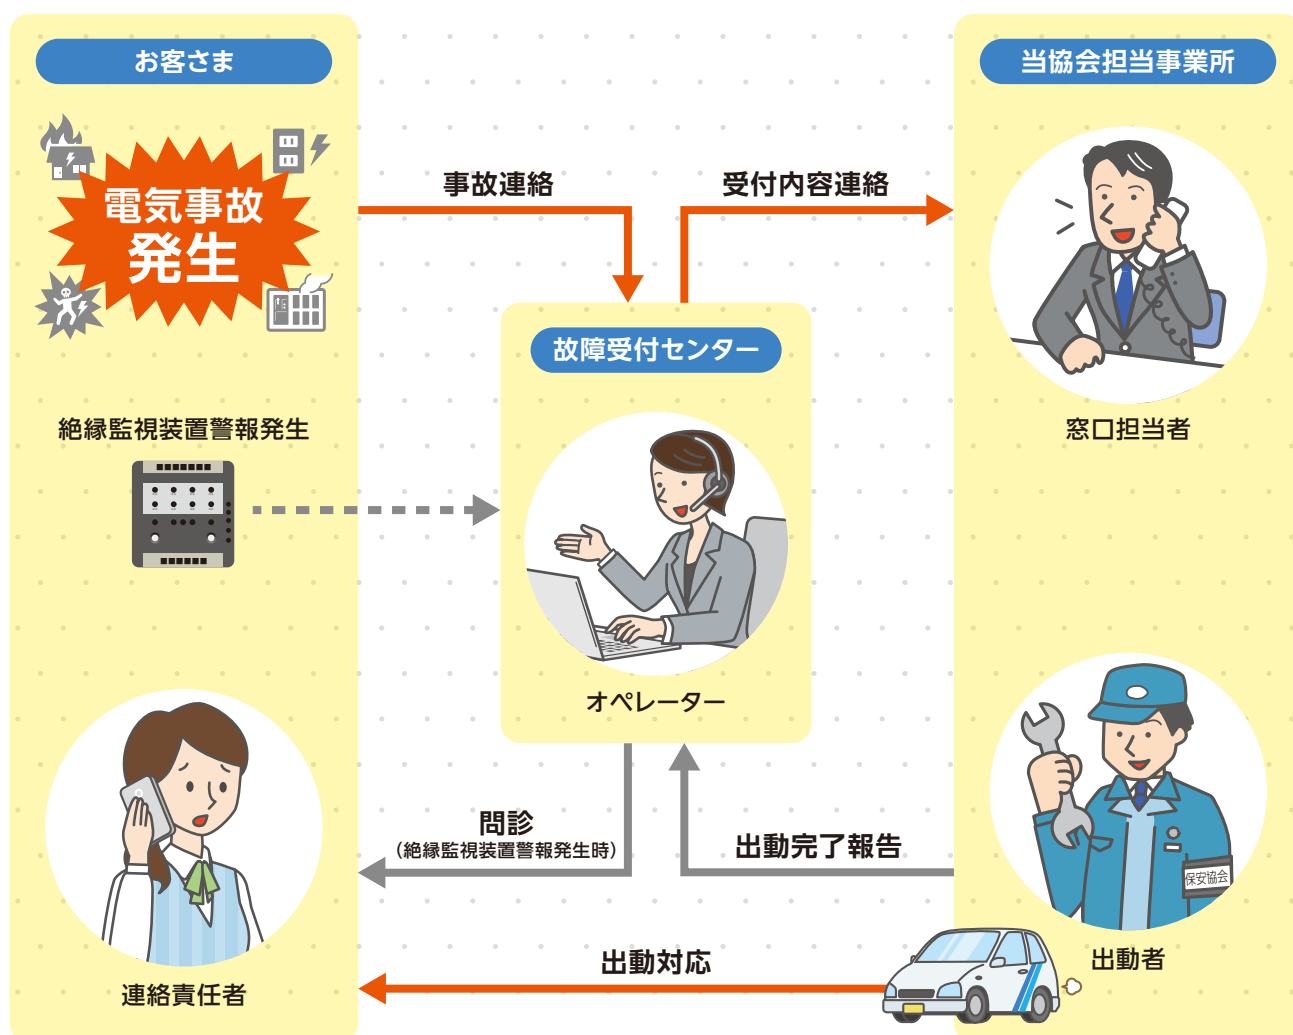 お客さま
電気事故
発生
絶縁監視装置警報発生
連絡責任者
事故連絡
受付内容連絡
故障受付センター
オペレーター
問診
（絶縁監視装置警報発生時）
出動完了報告
出動対応
当協会担当事業所
窓口担当者
保安協会
出動者